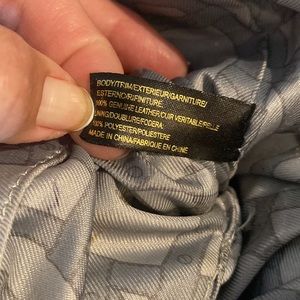 BODY/TRIM/EXTERIEUR/GARNITURE/
ESTERNO/RIFINITURE:
100% GENUINE LEATHER/CUIR VERITABLE/PELLE
LINING/DOUBLURE/FODERA:
100% POLYESTER/POLIESTERE
MADE IN CHINA/FABRIQUE EN CHINE